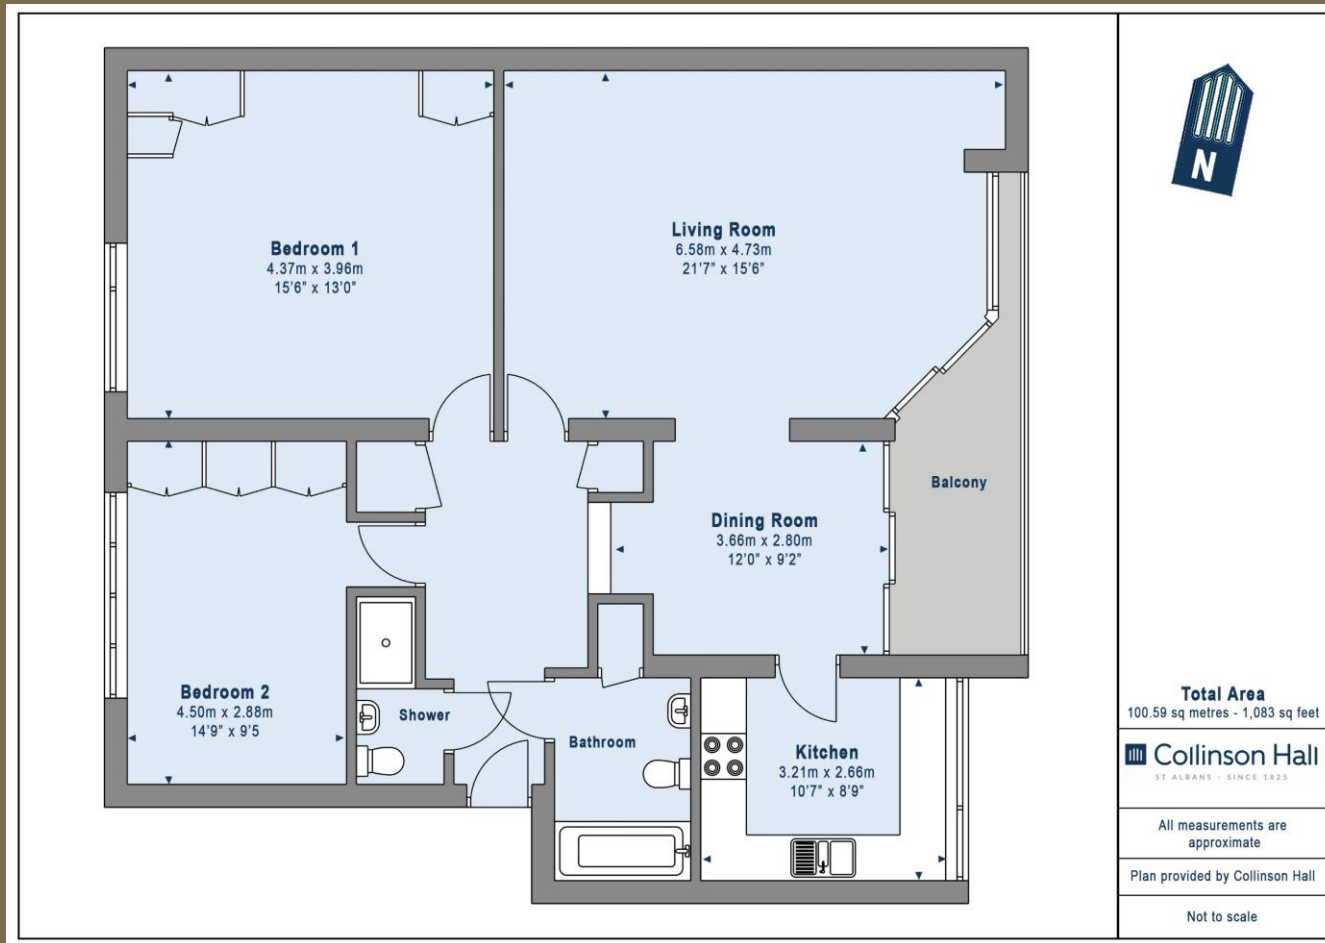 N
Living Room
6.58m x 4.73m
21'7" x 15'6"
Bedroom 1
4.37m x 3.96m
15'6" x 13'0"
Balcony
Dining Room
3.66m x 2.80m
12'0" x 9'2"
Bedroom 2
4.50m x 2.88m
14'9" x 9'5
Shower
Bathroom
Kitchen
3.21m x 2.66m
10'7" x 8'9"
Total Area
100.59 sq metres - 1,083 sq feet
Collinson Hall
ST ALBANS - SINCE 1825
All measurements are
approximate
Plan provided by Collinson Hall
Not to scale